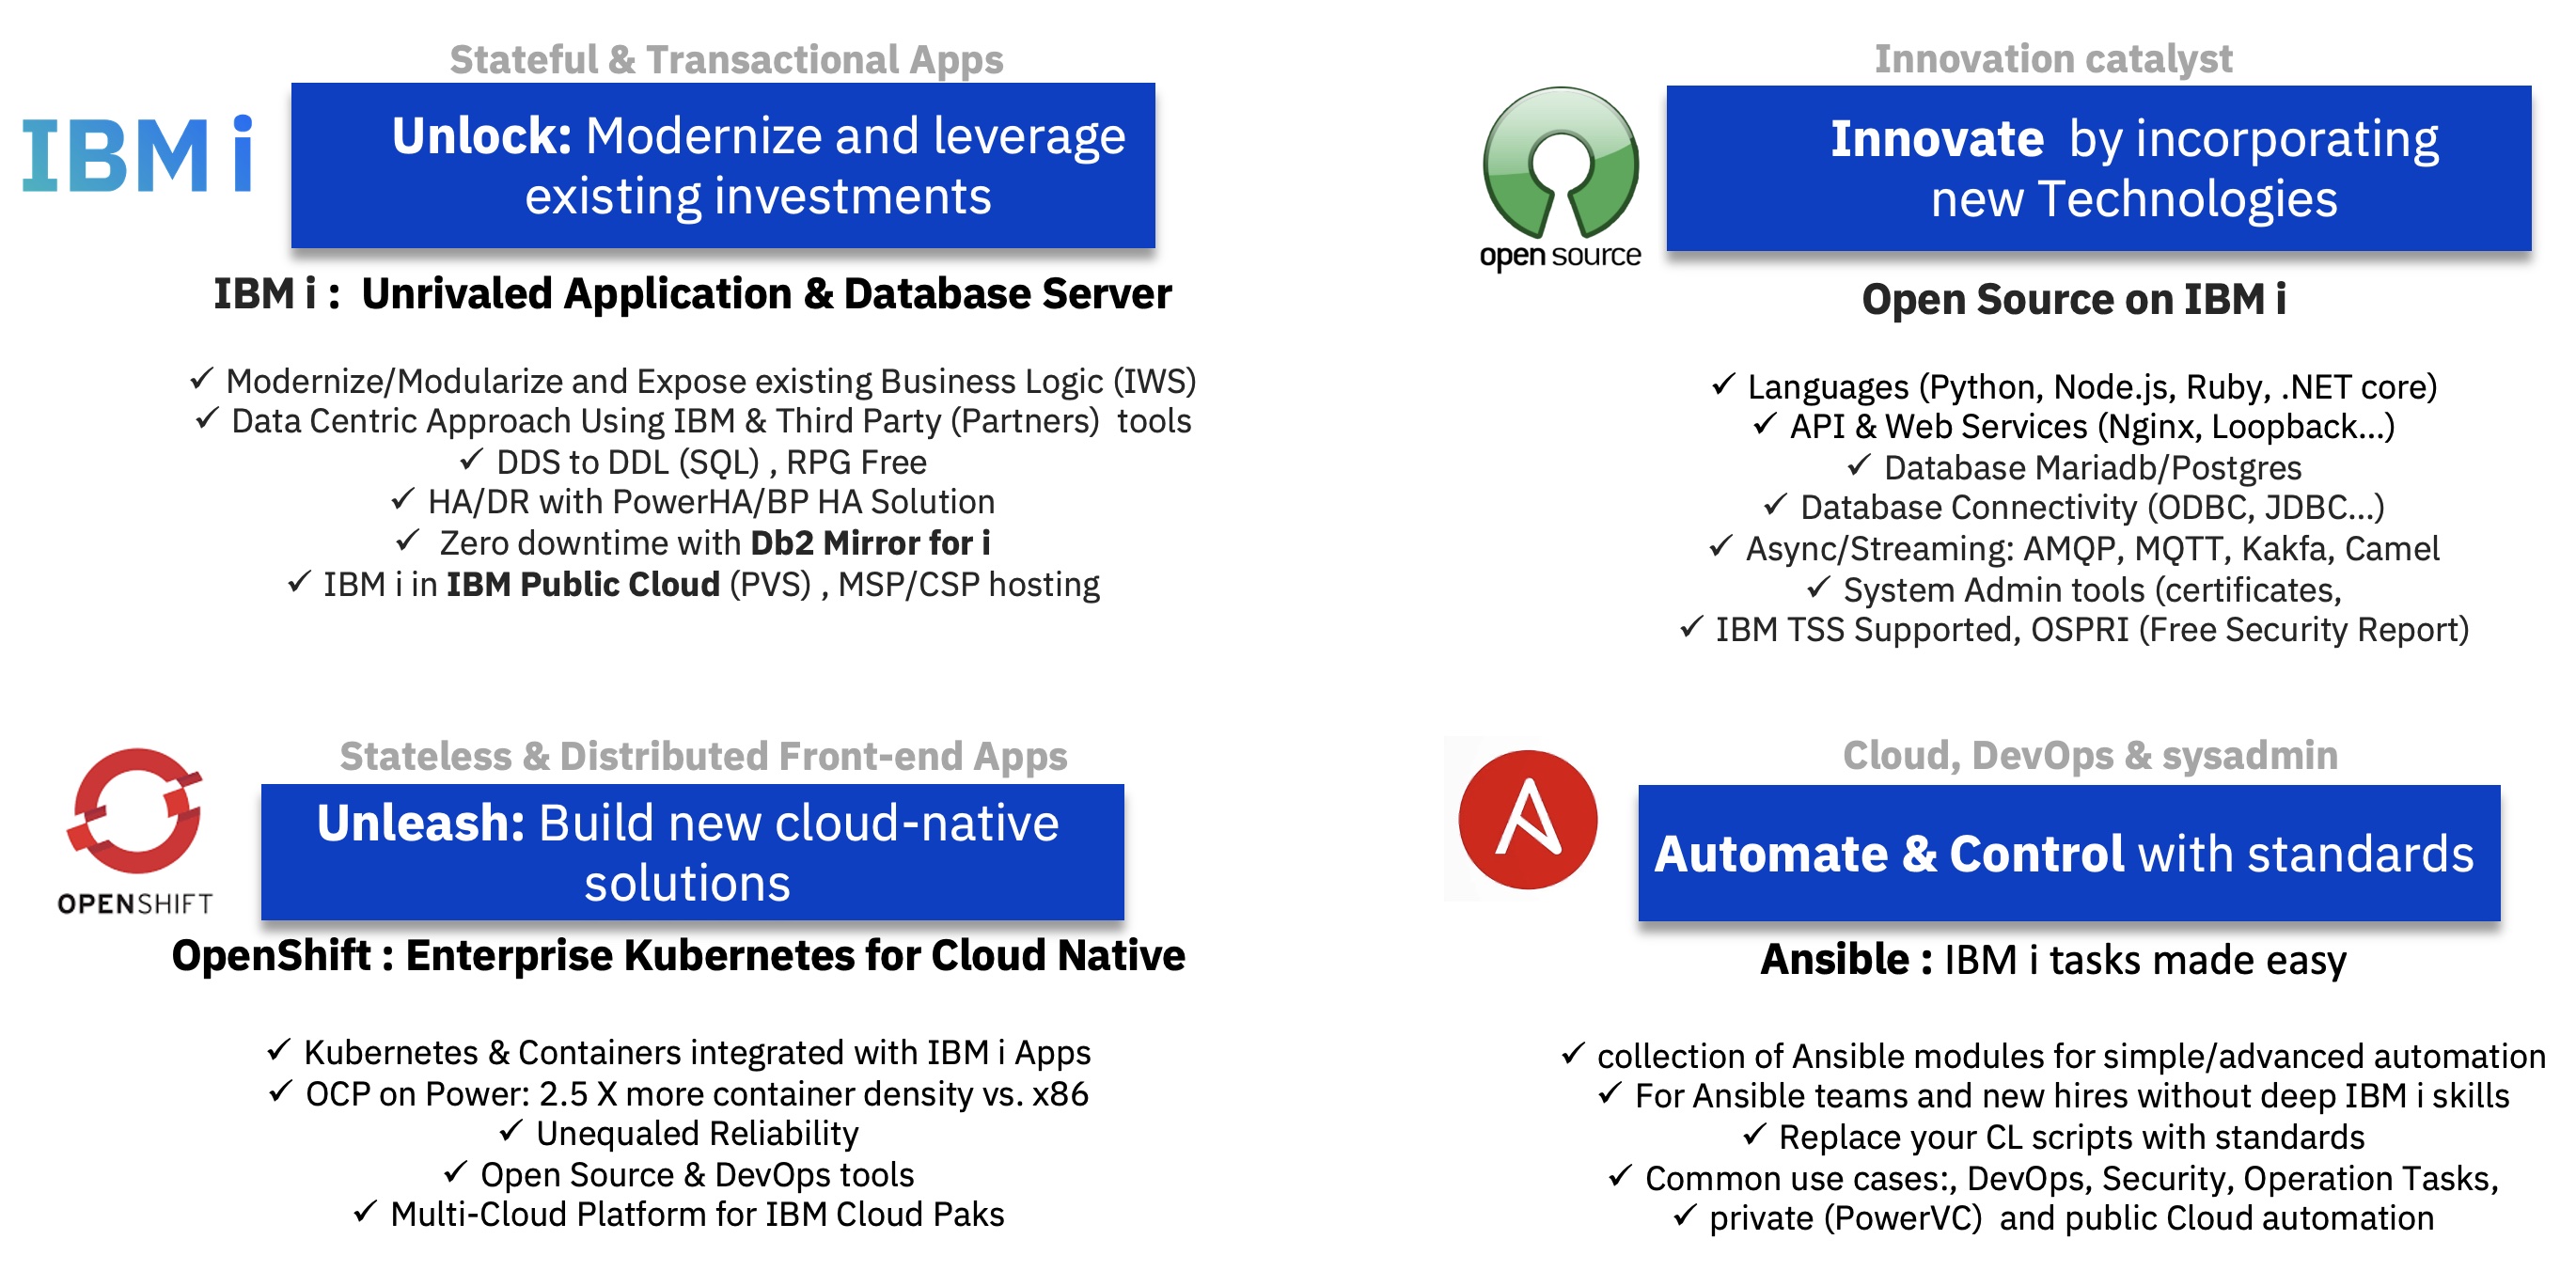 Stateful & Transactional Apps
IBM i
Unlock: Modernize and leverage
existing investments
IBM i :  Unrivaled Application & Database Server
✓ Modernize/Modularize and Expose existing Business Logic (IWS)
✓ Data Centric Approach Using IBM & Third Party (Partners)  tools
✓ DDS to DDL (SQL) , RPG Free
✓ HA/DR with PowerHA/BP HA Solution
✓ Zero downtime with Db2 Mirror for i
✓ IBM i in IBM Public Cloud (PVS) , MSP/CSP hosting
Innovation catalyst
open source
Innovate  by incorporating
new Technologies
Open Source on IBM i
✓ Languages (Python, Node.js, Ruby, .NET core)
✓ API & Web Services (Nginx, Loopback...)
✓ Database Mariadb/Postgres
✓ Database Connectivity (ODBC, JDBC...)
✓ Async/Streaming: AMQP, MQTT, Kakfa, Camel
✓ System Admin tools (certificates,
✓ IBM TSS Supported, OSPRI (Free Security Report)
Stateless & Distributed Front-end Apps
OPENSHIFT
Unleash: Build new cloud-native
solutions
OpenShift : Enterprise Kubernetes for Cloud Native
✓ Kubernetes & Containers integrated with IBM i Apps
✓ OCP on Power: 2.5 X more container density vs. x86
✓ Unequaled Reliability
✓ Open Source & DevOps tools
✓ Multi-Cloud Platform for IBM Cloud Paks
Cloud, DevOps & sysadmin
A
Automate & Control with standards
Ansible : IBM i tasks made easy
✓ collection of Ansible modules for simple/advanced automation
✓ For Ansible teams and new hires without deep IBM i skills
✓ Replace your CL scripts with standards
✓ Common use cases:, DevOps, Security, Operation Tasks,
✓ private (PowerVC)  and public Cloud automation